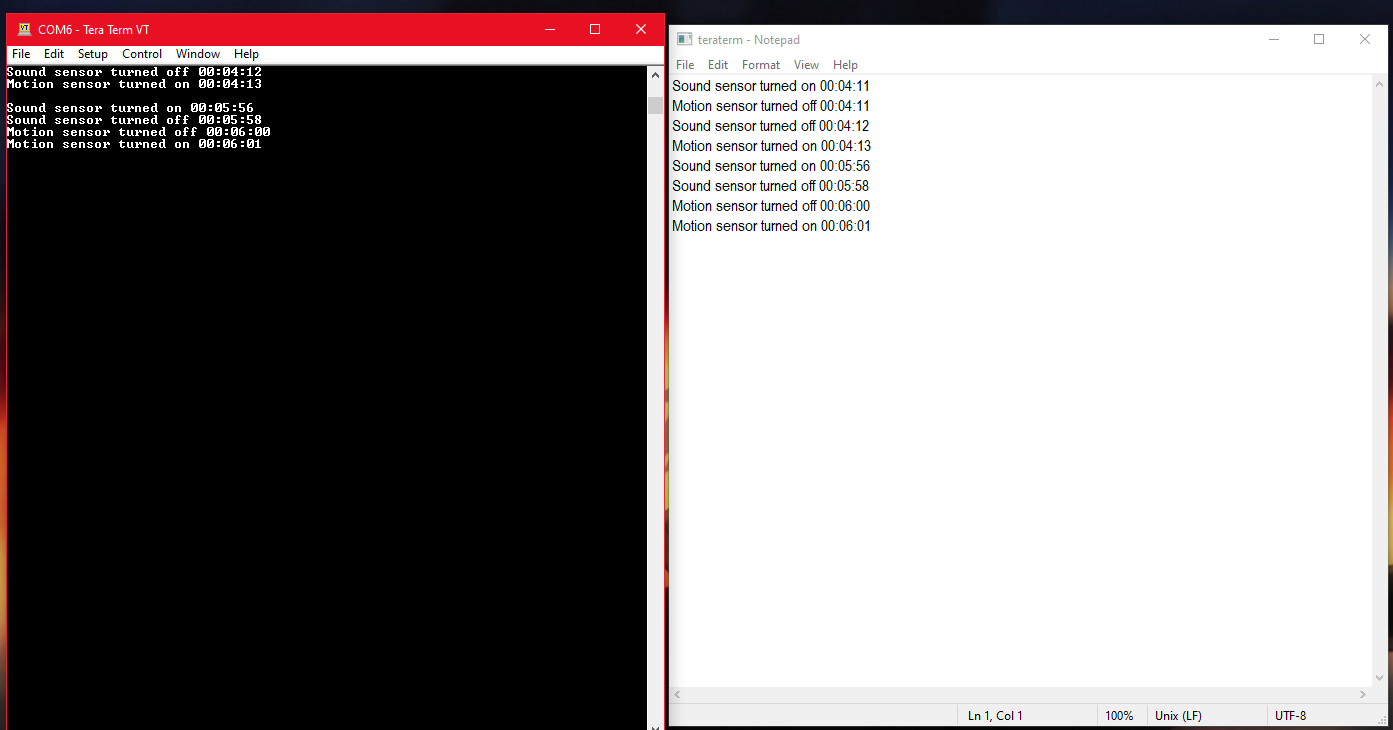 COM6 - Tera Term VT
File Edit Setup Control Window Help
Sound sensor turned off 00:04:12
Motion sensor turned on 00:04:13
Sound sensor turned on 00:05:56
Sound sensor turned off 00:05:58
Motion sensor turned off 00:06:00
Motion sensor turned on 00:06:01
teraterm - Notepad
File Edit Format View Help
Sound sensor turned on 00:04:11
Motion sensor turned off 00:04:11
Sound sensor turned off 00:04:12
Motion sensor turned on 00:04:13
Sound sensor turned on 00:05:56
Sound sensor turned off 00:05:58
Motion sensor turned off 00:06:00
Motion sensor turned on 00:06:01
Ln 1, Col 1 100% Unix (LF) UTF-8